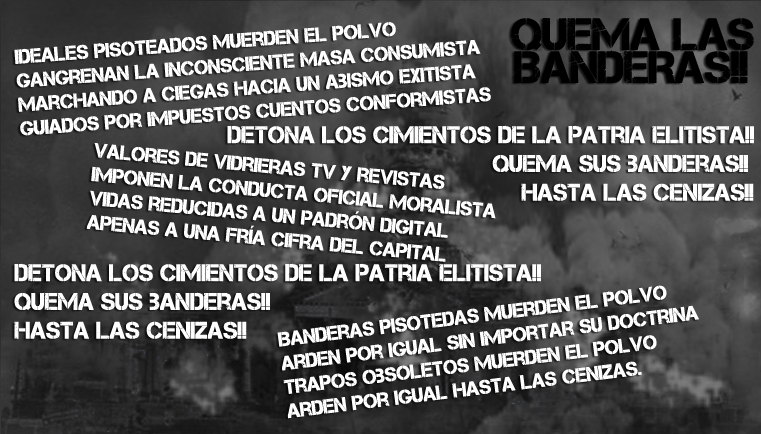 QUEMA LAS
BANDERAS!!
IDEALES PISOTEADOS MUERDEN EL POLVO
GANGRENAN LA INCONSCIENTE MASA CONSUMISTA
MARCHANDO A CIEGAS HACIA UN ABISMO EXITISTA
GUIADOS POR IMPUESTOS CUENTOS CONFORMISTAS
DETONA LOS CIMIENTOS DE LA PATRIA ELITISTA!!
QUEMA SUS BANDERAS!!
HASTA LAS CENIZAS!!
VALORES DE VIDRIERAS TV Y REVISTAS
IMPONEN LA CONDUCTA OFICIAL MORALISTA
VIDAS REDUCIDAS A UN PADRÓN DIGITAL
APENAS A UNA FRÍA CIFRA DEL CAPITAL
DETONA LOS CIMIENTOS DE LA PATRIA ELITISTA!!
QUEMA SUS BANDERAS!!
HASTA LAS CENIZAS!!
BANDERAS PISOTEDAS MUERDEN EL POLVO
ARDEN POR IGUAL SIN IMPORTAR SU DOCTRINA
TRAPOS OBSOLETOS MUERDEN EL POLVO
ARDEN POR IGUAL HASTA LAS CENIZAS.